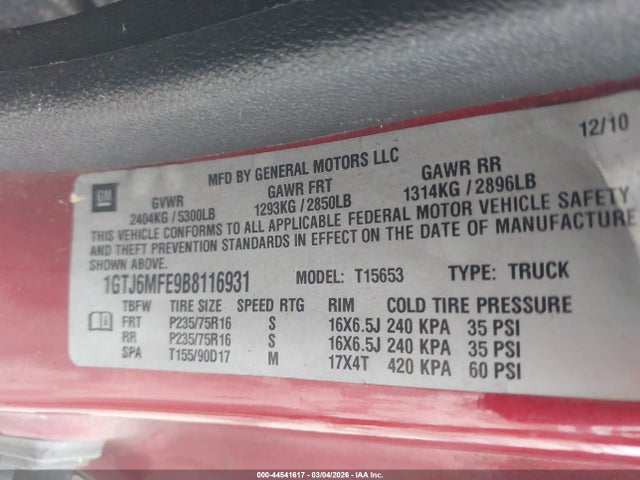 12/10
MFD BY GENERAL MOTORS LLC
GM
GVWR GAWR FRT GAWR RR
2404KG / 5300LB 1293KG / 2850LB 1314KG / 2896LB
THIS VEHICLE CONFORMS TO ALL APPLICABLE FEDERAL MOTOR VEHICLE SAFETY
AND THEFT PREVENTION STANDARDS IN EFFECT ON THE DATE OF MANUFACTURE
SHOWN ABOVE.
1GTJ6MFE9B8116931 MODEL: T15653 TYPE: TRUCK
TBFW TIRE SIZE SPEED RTG RIM COLD TIRE PRESSURE
FRT P235/75R16 S 16X6.5J 240 KPA 35 PSI
RR P235/75R16 S 16X6.5J 240 KPA 35 PSI
SPA T155/90D17 M 17X4T 420 KPA 60 PSI
000-44541617 - 03/04/2026 - IAA Inc.